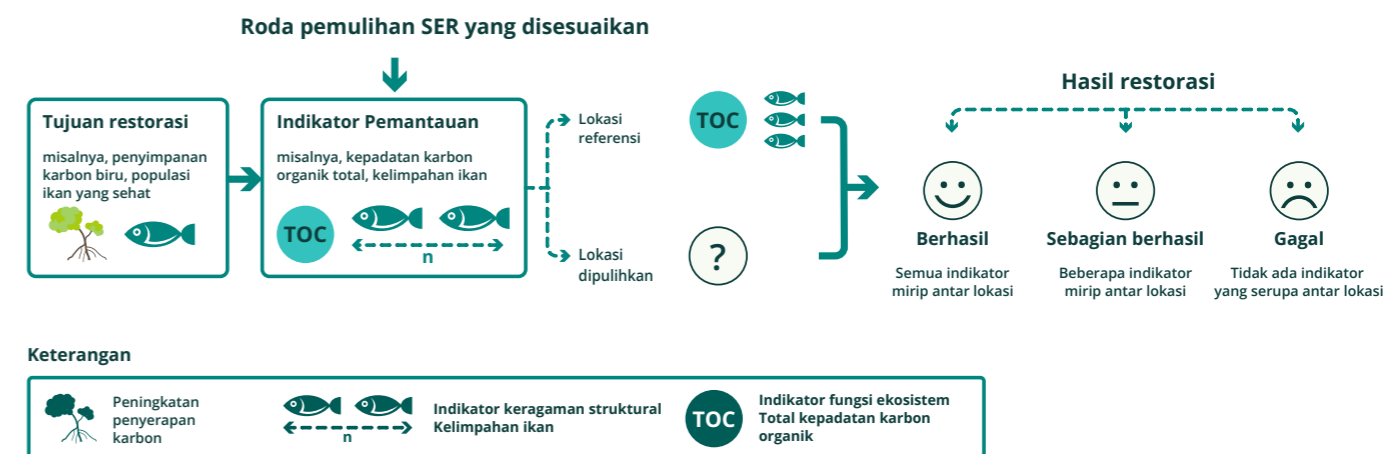 Roda pemulihan SER yang disesuaikan
Tujuan restorasi
misalnya, penyimpanan
karbon biru, populasi
ikan yang sehat
Indikator Pemantauan
misalnya, kepadatan karbon
organik total, kelimpahan ikan
TOC
n
Lokasi
referensi
TOC
Lokasi
dipulihkan
?
Hasil restorasi
Berhasil
Semua indikator
mirip antar lokasi
Sebagian berhasil
Beberapa indikator
mirip antar lokasi
Gagal
Tidak ada indikator
yang serupa antar lokasi
Keterangan
Peningkatan
penyerapan
karbon
n
Indikator keragaman struktural
Kelimpahan ikan
TOC
Indikator fungsi ekosistem
Total kepadatan karbon
organik